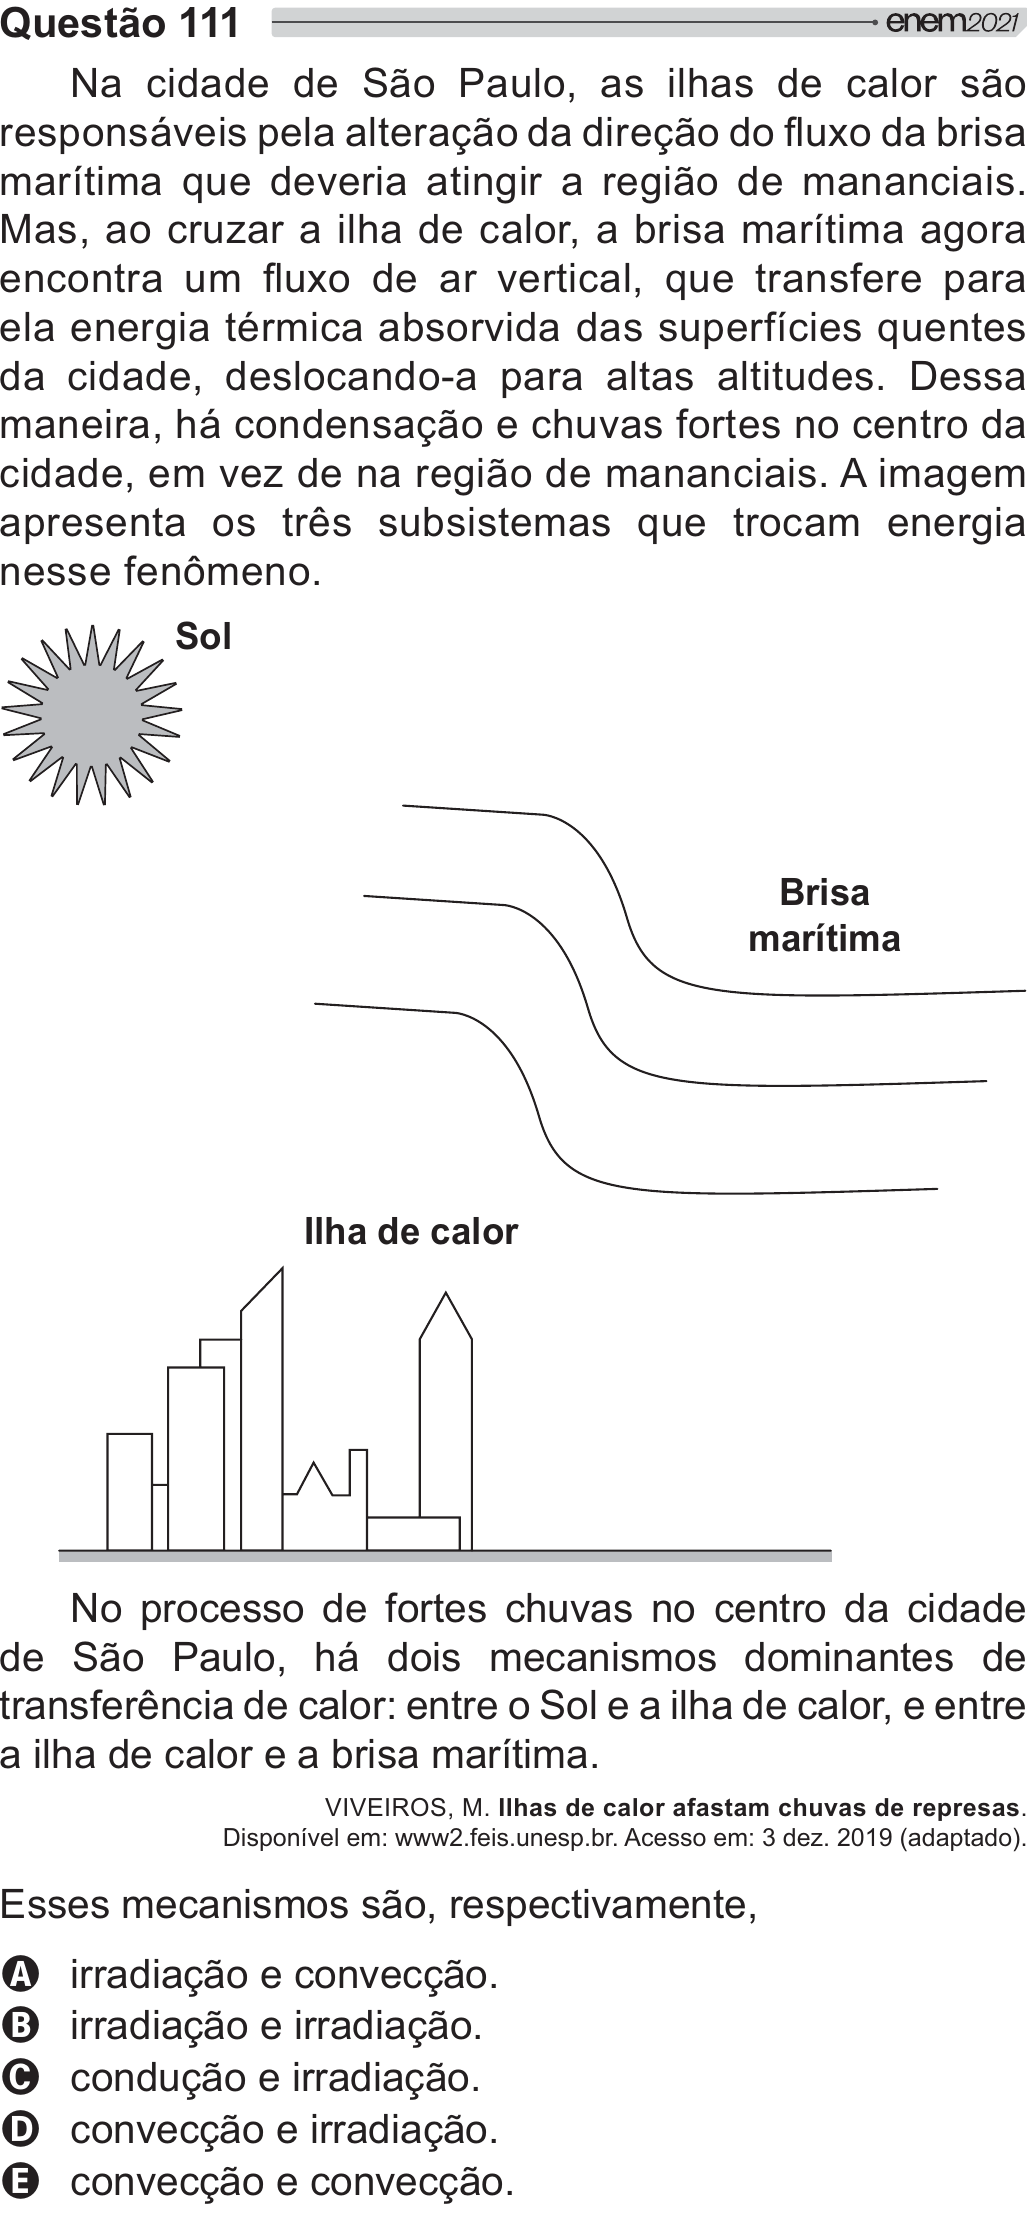 Questão 111
enem2021
Na cidade de São Paulo, as ilhas de calor são
responsáveis pela alteração da direção do fluxo da brisa
marítima que deveria atingir a região de mananciais.
Mas, ao cruzar a ilha de calor, a brisa marítima agora
encontra um fluxo de ar vertical, que transfere para
ela energia térmica absorvida das superfícies quentes
da cidade, deslocando-a para altas altitudes. Dessa
maneira, há condensação e chuvas fortes no centro da
cidade, em vez de na região de mananciais. A imagem
apresenta os três subsistemas que trocam energia
nesse fenômeno.
Sol
Brisa
marítima
Ilha de calor
No processo de fortes chuvas no centro da cidade
de São Paulo, há dois mecanismos dominantes de
transferência de calor: entre o Sol e a ilha de calor, e entre
a ilha de calor e a brisa marítima.
VIVEIROS, M. Ilhas de calor afastam chuvas de represas.
Disponível em: www2.feis.unesp.br. Acesso em: 3 dez. 2019 (adaptado).
Esses mecanismos são, respectivamente,
A irradiação e convecção.
B irradiação e irradiação.
C condução e irradiação.
D convecção e irradiação.
E convecção e convecção.